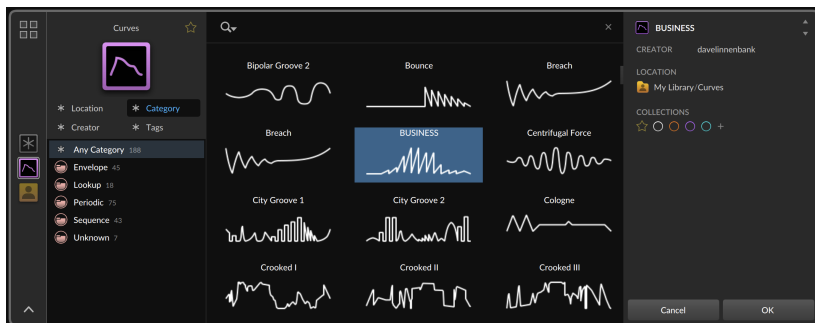 Curves
Location
Category
Creator
Tags
Any Category 188
Envelope 45
Lookup 18
Periodic 75
Sequence 43
Unknown 7
Bipolar Groove 2
Bounce
Breach
Breach
BUSINESS
Centrifugal Force
City Groove 1
City Groove 2
Cologne
Crooked I
Crooked II
Crooked III
BUSINESS
CREATOR davelinnenbank
LOCATION
My Library/Curves
COLLECTIONS
Cancel
OK